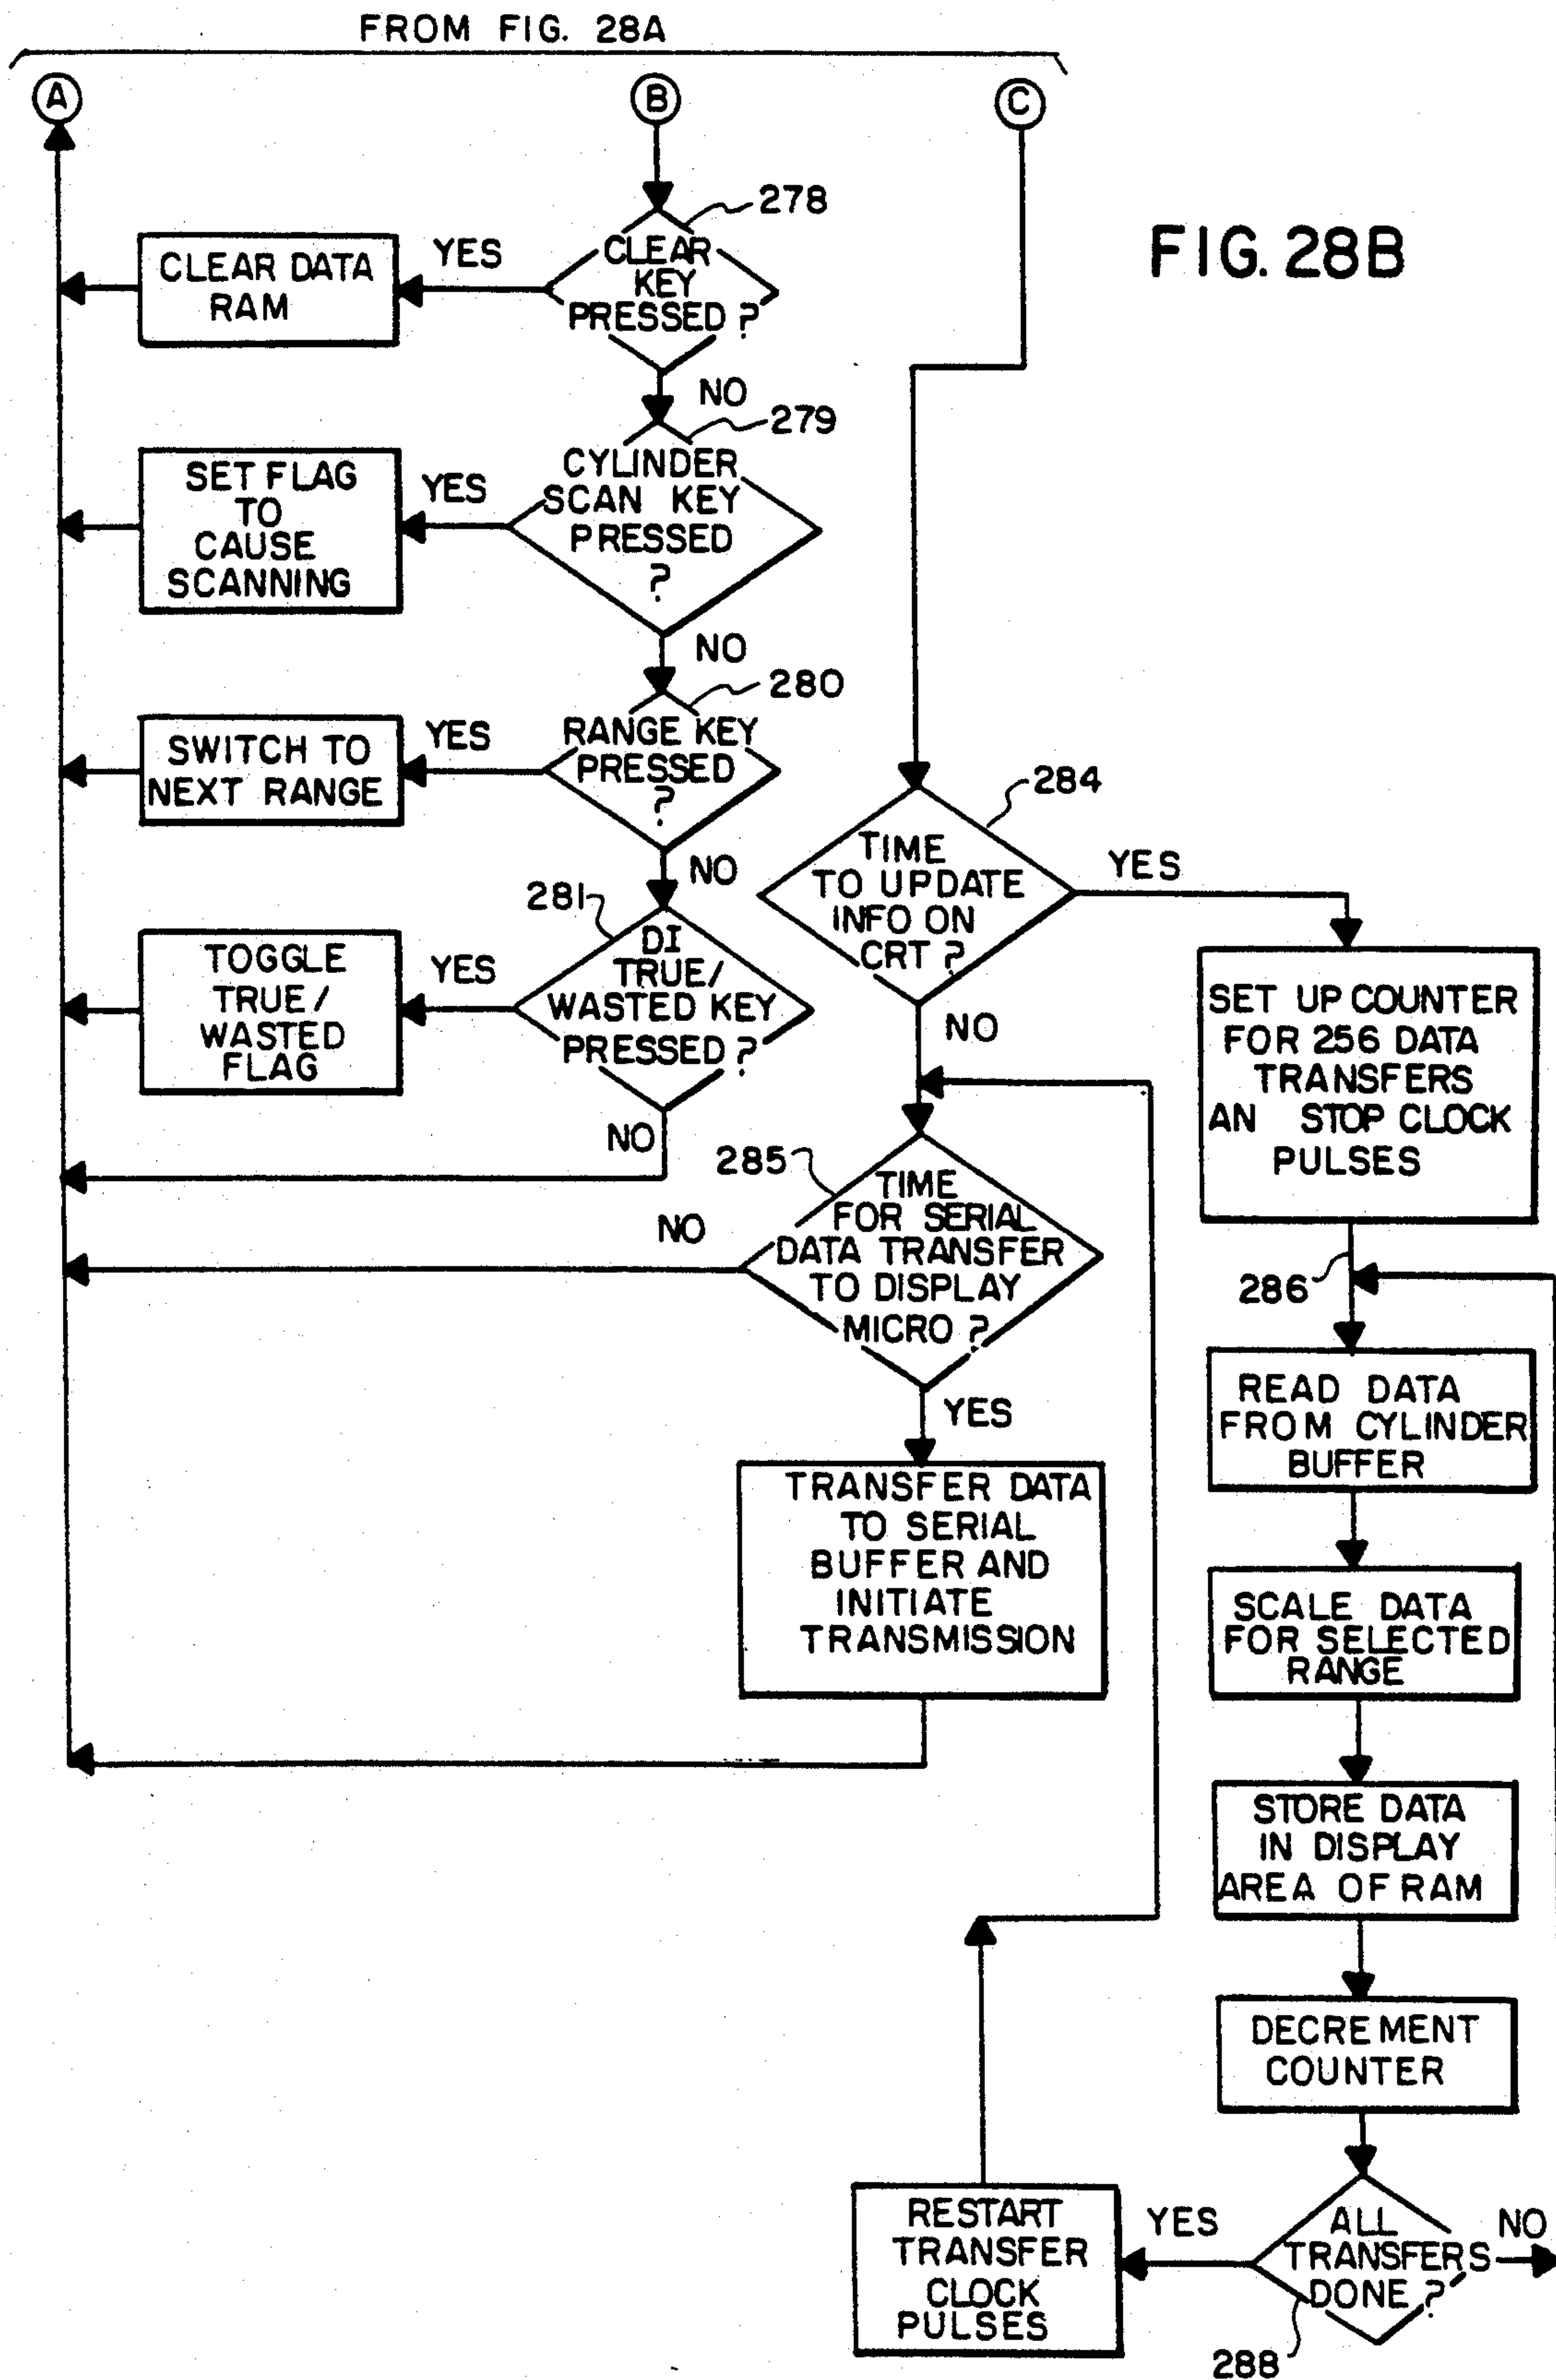 FROM FIG. 28A
A
B
C
FIG. 28B
278
CLEAR
KEY
PRESSED ?
YES
CLEAR DATA
RAM
NO
279
CYLINDER
SCAN KEY
PRESSED
?
YES
SET FLAG
TO
CAUSE
SCANNING
NO
280
RANGE KEY
PRESSED
?
YES
SWITCH TO
NEXT RANGE
NO
281
DI
TRUE/
WASTED KEY
PRESSED ?
YES
TOGGLE
TRUE /
WASTED
FLAG
NO
284
TIME
TO UPDATE
INFO ON
CRT ?
YES
NO
SET UP COUNTER
FOR 256 DATA
TRANSFERS
AN STOP CLOCK
PULSES
285
TIME
FOR SERIAL
DATA TRANSFER
TO DISPLAY
MICRO ?
NO
YES
TRANSFER DATA
TO SERIAL
BUFFER AND
INITIATE
TRANSMISSION
286
READ DATA
FROM CYLINDER
BUFFER
SCALE DATA
FOR SELECTED
RANGE
STORE DATA
IN DISPLAY
AREA OF RAM
DECREMENT
COUNTER
ALL
TRANSFERS
DONE ?
NO
YES
288
RESTART
TRANSFER
CLOCK
PULSES